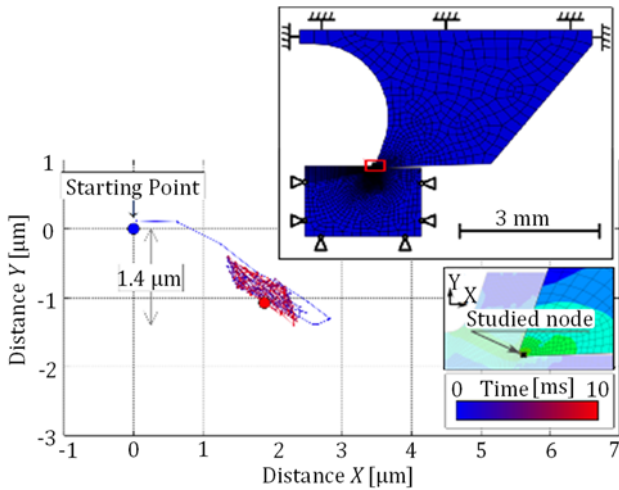 3 mm
1
0
-1
-2
-3
Distance Y [μm]
Starting Point
1.4 μm
Y
X
Studied node
0 Time [ms] 10
-1 0 1 2 3 4 5 6 7
Distance X [μm]